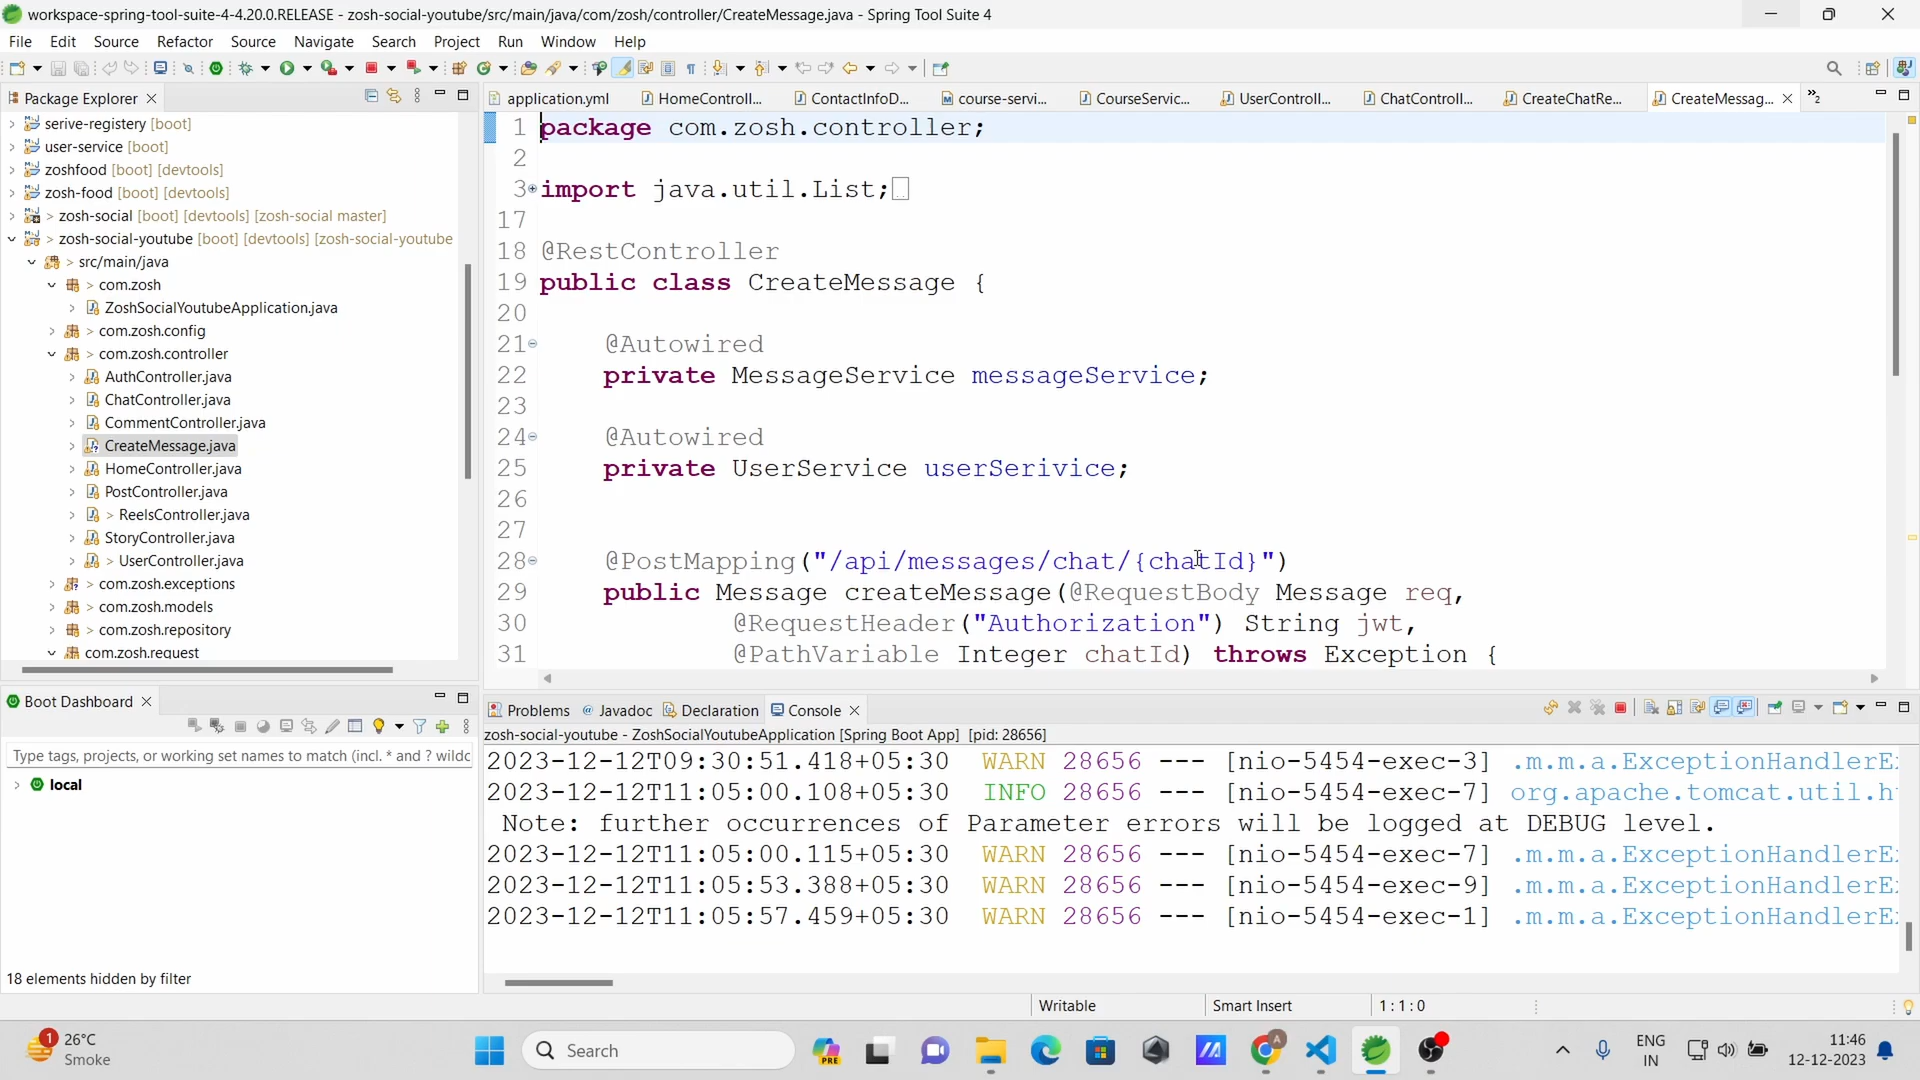 workspace-spring-tool-suite-4-4.20.0.RELEASE - zosh-social-youtube/src/main/java/com/zosh/controller/CreateMessage.java - Spring Tool Suite 4
File Edit Source Refactor Source Navigate Search Project Run Window Help
Package Explorer
serive-registery [boot]
user-service [boot]
zoshfood [boot] [devtools]
zosh-food [boot] [devtools]
> zosh-social [boot] [devtools] [zosh-social master]
> zosh-social-youtube [boot] [devtools] [zosh-social-youtube
> src/main/java
> com.zosh
ZoshSocialYoutubeApplication.java
> com.zosh.config
> com.zosh.controller
AuthController.java
ChatController.java
CommentController.java
CreateMessage.java
HomeController.java
PostController.java
> ReelsController.java
StoryController.java
> UserController.java
> com.zosh.exceptions
> com.zosh.models
> com.zosh.repository
com.zosh.request
application.yml HomeControll... ContactInfoD... course-servi... CourseServic... UserControll... ChatControll... CreateChatRe... CreateMessag... »2
1 package com.zosh.controller;
2
3 import java.util.List;
17
18 @RestController
19 public class CreateMessage {
20
21 @Autowired
22 private MessageService messageService;
23
24 @Autowired
25 private UserService userSerivice;
26
27
28 @PostMapping("/api/messages/chat/{chatId}")
29 public Message createMessage(@RequestBody Message req,
30 @RequestHeader("Authorization") String jwt,
31 @PathVariable Integer chatId) throws Exception {
Boot Dashboard
Type tags, projects, or working set names to match (incl. * and ? wildc
local
18 elements hidden by filter
Problems @ Javadoc Declaration Console
zosh-social-youtube - ZoshSocialYoutubeApplication [Spring Boot App] [pid: 28656]
2023-12-12T09:30:51.418+05:30 WARN 28656 --- [nio-5454-exec-3] .m.m.a.ExceptionHandlerEx
2023-12-12T11:05:00.108+05:30 INFO 28656 --- [nio-5454-exec-7] org.apache.tomcat.util.ht
Note: further occurrences of Parameter errors will be logged at DEBUG level.
2023-12-12T11:05:00.115+05:30 WARN 28656 --- [nio-5454-exec-7] .m.m.a.ExceptionHandlerEx
2023-12-12T11:05:53.388+05:30 WARN 28656 --- [nio-5454-exec-9] .m.m.a.ExceptionHandlerEx
2023-12-12T11:05:57.459+05:30 WARN 28656 --- [nio-5454-exec-1] .m.m.a.ExceptionHandlerEx
Writable Smart Insert 1 : 1 : 0
1
26°C
Smoke
Search
PRE
A
ENG
IN
11:46
12-12-2023